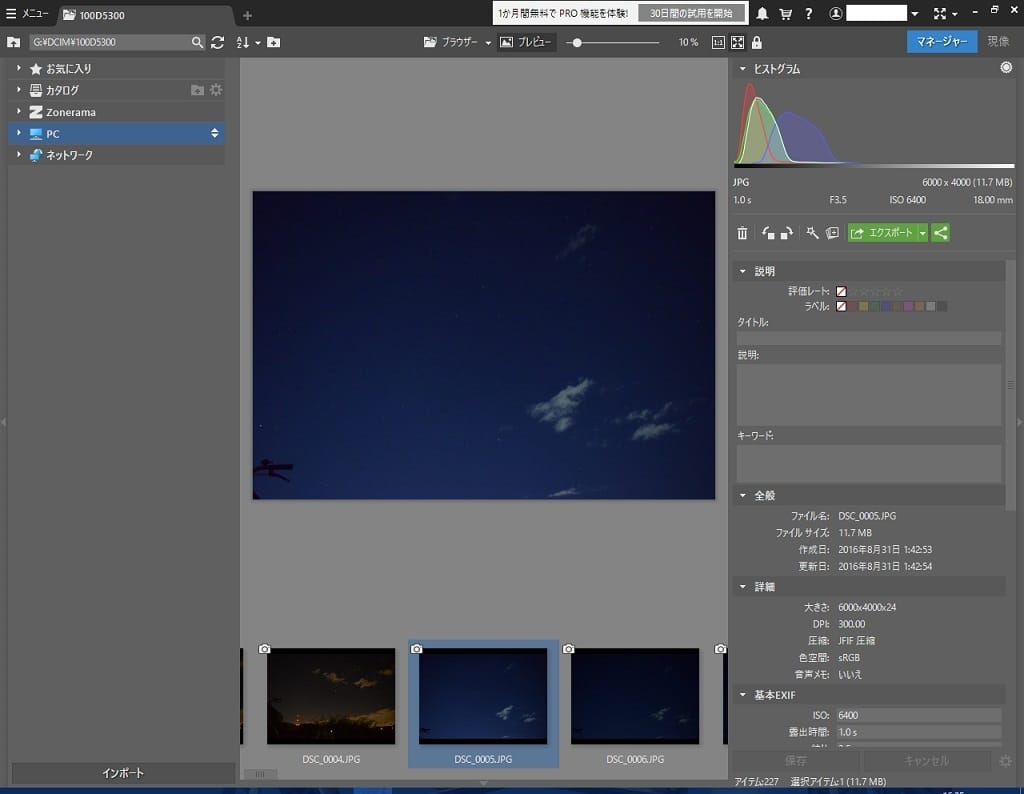 メニュー
100D5300
1か月間無料で PRO 機能を体験!
30日間の試用を開始
G:¥DCIM¥100D5300
ブラウザー
プレビュー
10 %
1:1
マネージャー
現像
お気に入り
カタログ
Zonerama
PC
ネットワーク
インポート
DSC_0004.JPG
DSC_0005.JPG
DSC_0006.JPG
ヒストグラム
JPG
6000 x 4000 (11.7 MB)
1.0 s
F3.5
ISO 6400
18.00 mm
エクスポート
説明
評価レート:
ラベル:
タイトル:
説明:
キーワード:
全般
ファイル名: DSC_0005.JPG
ファイル サイズ: 11.7 MB
作成日: 2016年8月31日 1:42:53
更新日: 2016年8月31日 1:42:54
詳細
大きさ: 6000x4000x24
DPI: 300.00
圧縮: JFIF 圧縮
色空間: sRGB
音声メモ: いいえ
基本EXIF
ISO: 6400
露出時間: 1.0 s
保存
キャンセル
アイテム:227 選択アイテム:1 (11.7 MB)